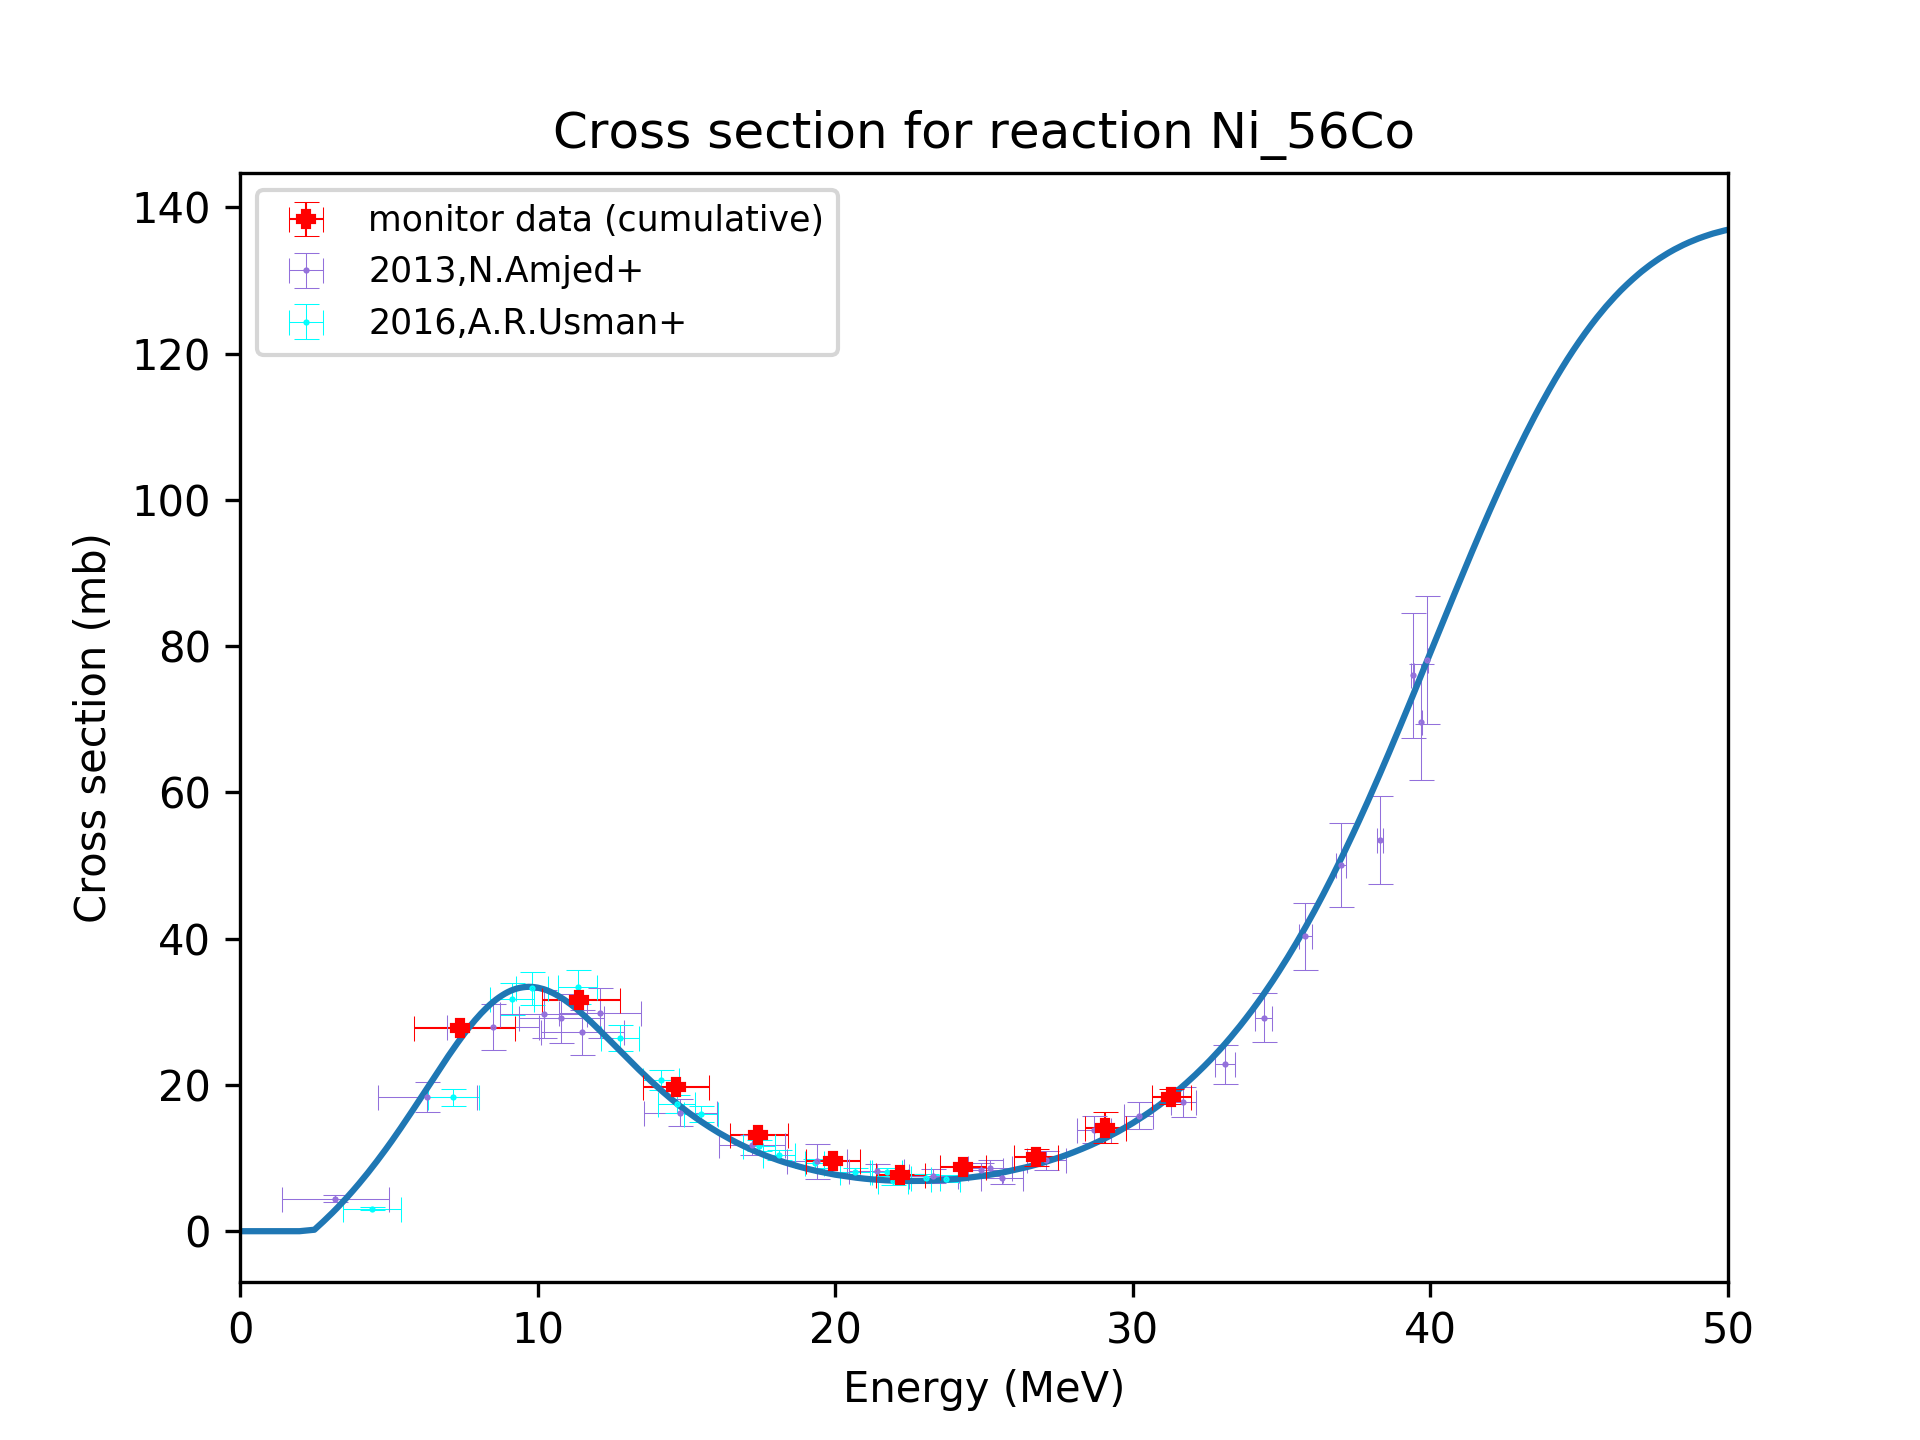 Cross section for reaction Ni_56Co
monitor data (cumulative)
2013,N.Amjed+
2016,A.R.Usman+
140
120
100
80
60
40
20
0
Cross section (mb)
0 10 20 30 40 50
Energy (MeV)